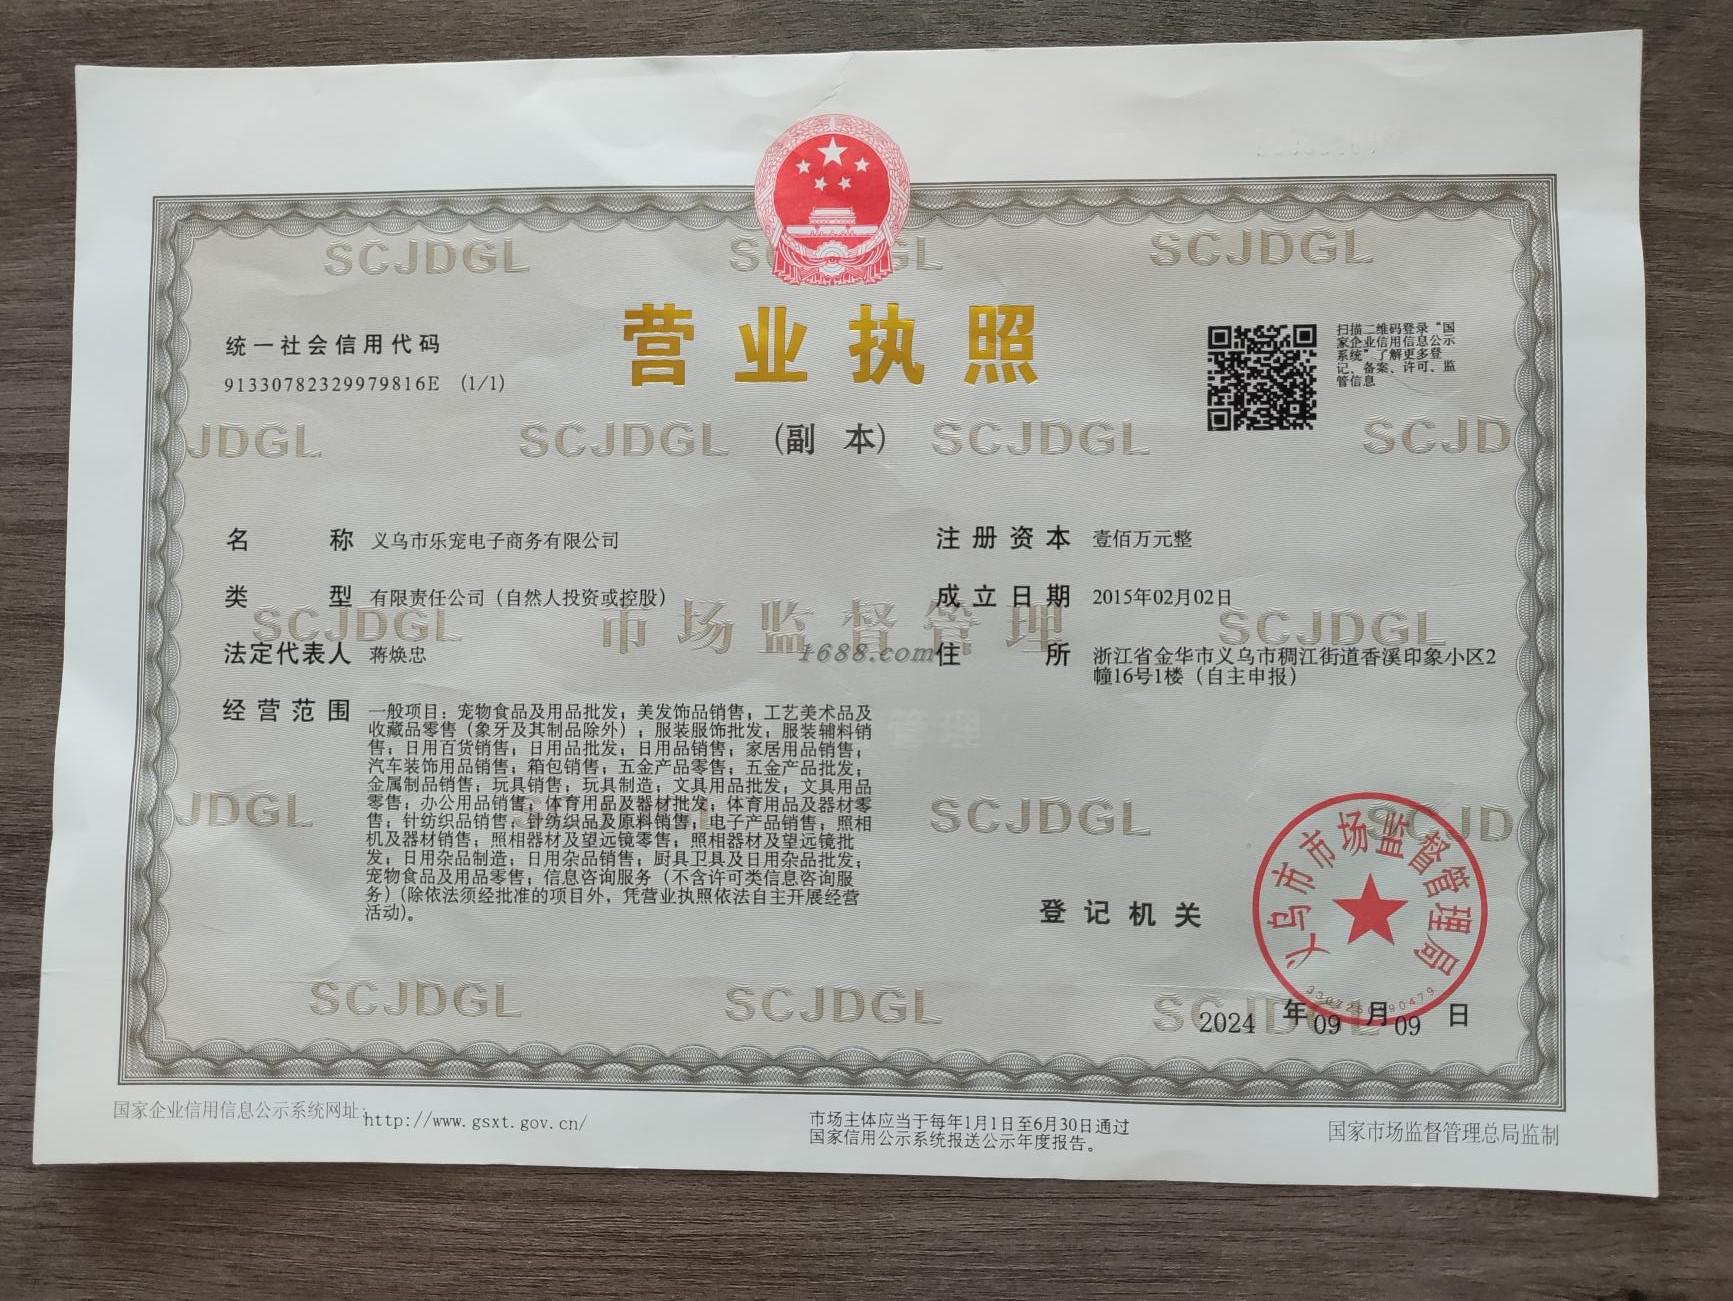 SCJDGL SCJDGL SCJDGL
统一社会信用代码
91330782329979816E (1/1)
营业执照
(副 本)
扫描二维码登录“国
家企业信用信息公示
系统”了解更多登
记、备案、许可、监
管信息
JDGL SCJDGL SCJDGL SCJD
名 称 义乌市乐宠电子商务有限公司
类 型 有限责任公司（自然人投资或控股）
法定代表人 蒋焕忠
经营范围 一般项目：宠物食品及用品批发；美发饰品销售；工艺美术品及
收藏品零售（象牙及其制品除外）；服装服饰批发；服装辅料销
售；日用百货销售；日用品批发；日用品销售；家居用品销售；
汽车装饰用品销售；箱包销售；五金产品零售；五金产品批发；
金属制品销售；玩具销售；玩具制造；文具用品批发；文具用品
零售；办公用品销售；体育用品及器材批发；体育用品及器材零
售；针纺织品销售；针纺织品及原料销售；电子产品销售；照相
机及器材销售；照相器材及望远镜零售；照相器材及望远镜批
发；日用杂品制造；日用杂品销售；厨具卫具及日用杂品批发；
宠物食品及用品零售；信息咨询服务（不含许可类信息咨询服
务）(除依法须经批准的项目外，凭营业执照依法自主开展经营
活动)。
注册资本 壹佰万元整
成立日期 2015年02月02日
住 所 浙江省金华市义乌市稠江街道香溪印象小区2
幢16号1楼（自主申报）
SCJDGL 市场监督管理 SCJDGL
1688.com
管理
JDGL SCJDGL SCJD
登记机关
义乌市市场监督管理局
2024 年 09 月 09 日
SCJDGL SCJDGL SCJDGL
国家企业信用信息公示系统网址：http://www.gsxt.gov.cn/
市场主体应当于每年1月1日至6月30日通过
国家信用公示系统报送公示年度报告。
国家市场监督管理总局监制